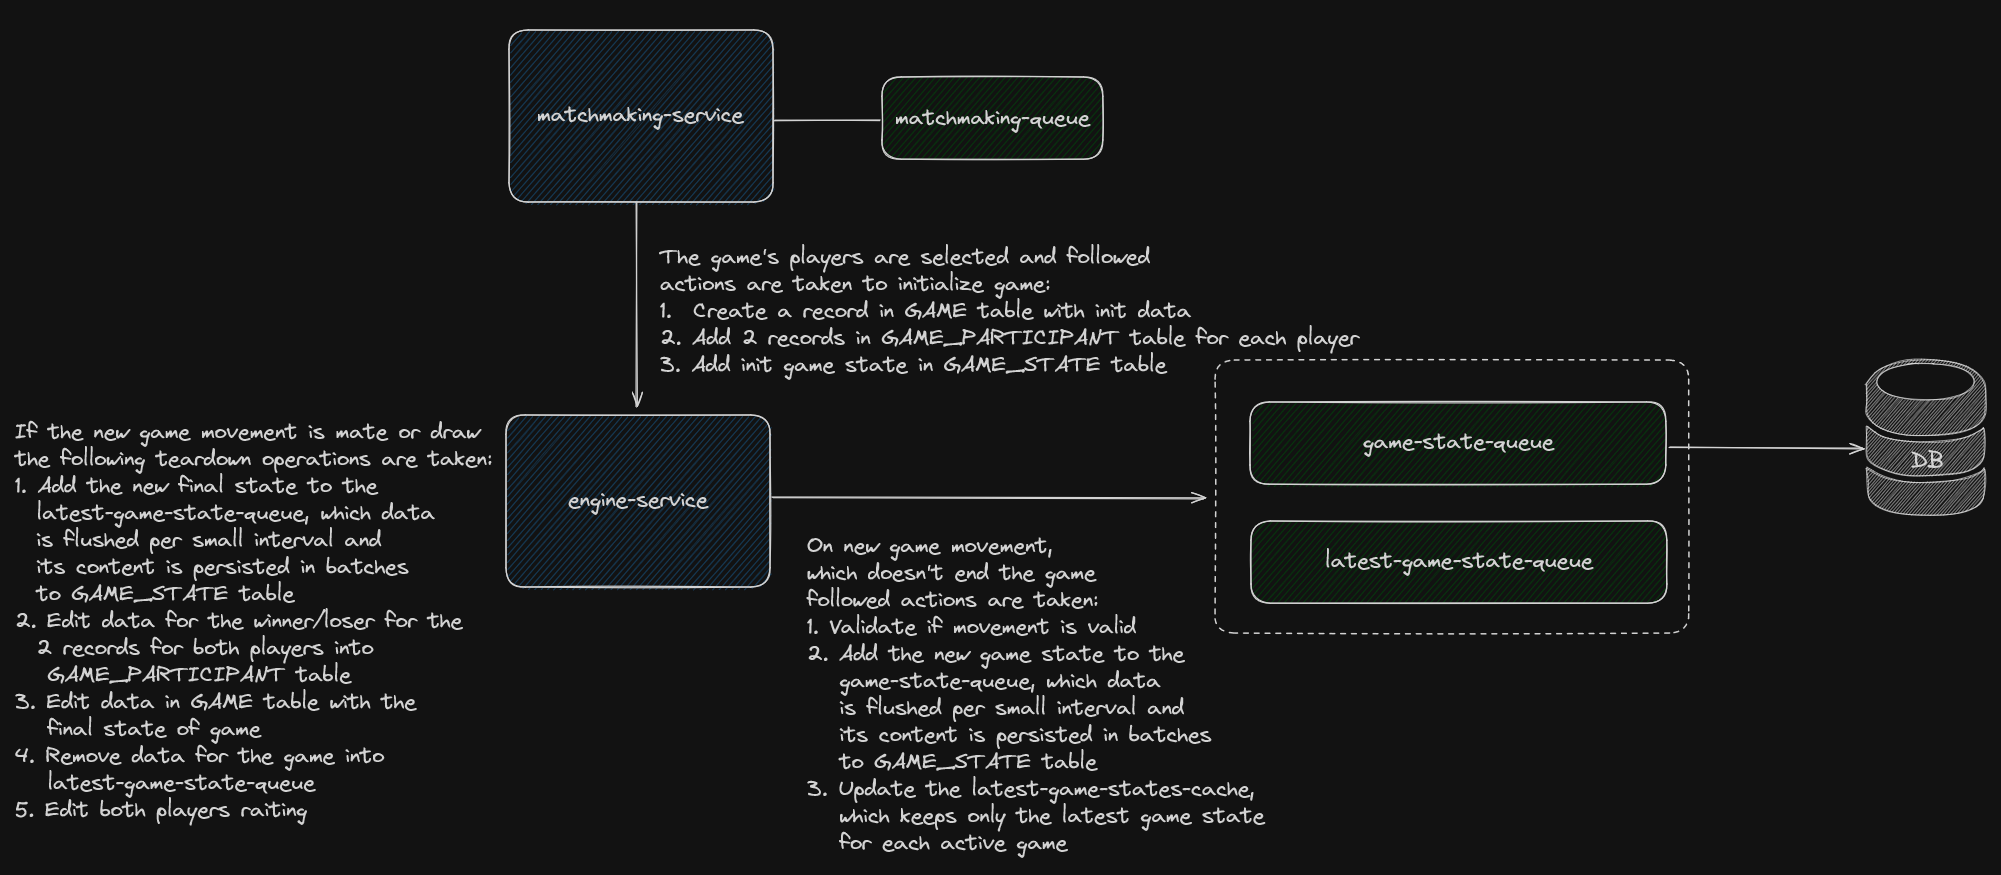 matchmaking-service
matchmaking-queue
The game's players are selected and followed
actions are taken to initialize game:
1. Create a record in GAME table with init data
2. Add 2 records in GAME_PARTICIPANT table for each player
3. Add init game state in GAME_STATE table
If the new game movement is mate or draw
the following teardown operations are taken:
1. Add the new final state to the
latest-game-state-queue, which data
is flushed per small interval and
its content is persisted in batches
to GAME_STATE table
2. Edit data for the winner/loser for the
2 records for both players into
GAME_PARTICIPANT table
3. Edit data in GAME table with the
final state of game
4. Remove data for the game into
latest-game-state-queue
5. Edit both players raiting
engine-service
On new game movement,
which doesn't end the game
followed actions are taken:
1. Validate if movement is valid
2. Add the new game state to the
game-state-queue, which data
is flushed per small interval and
its content is persisted in batches
to GAME_STATE table
3. Update the latest-game-states-cache,
which keeps only the latest game state
for each active game
game-state-queue
latest-game-state-queue
DB